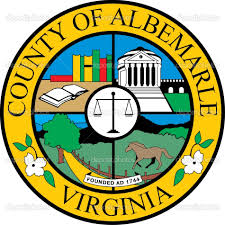 COUNTY OF ALBEMARLE
FOUNDED AD 1744
VIRGINIA